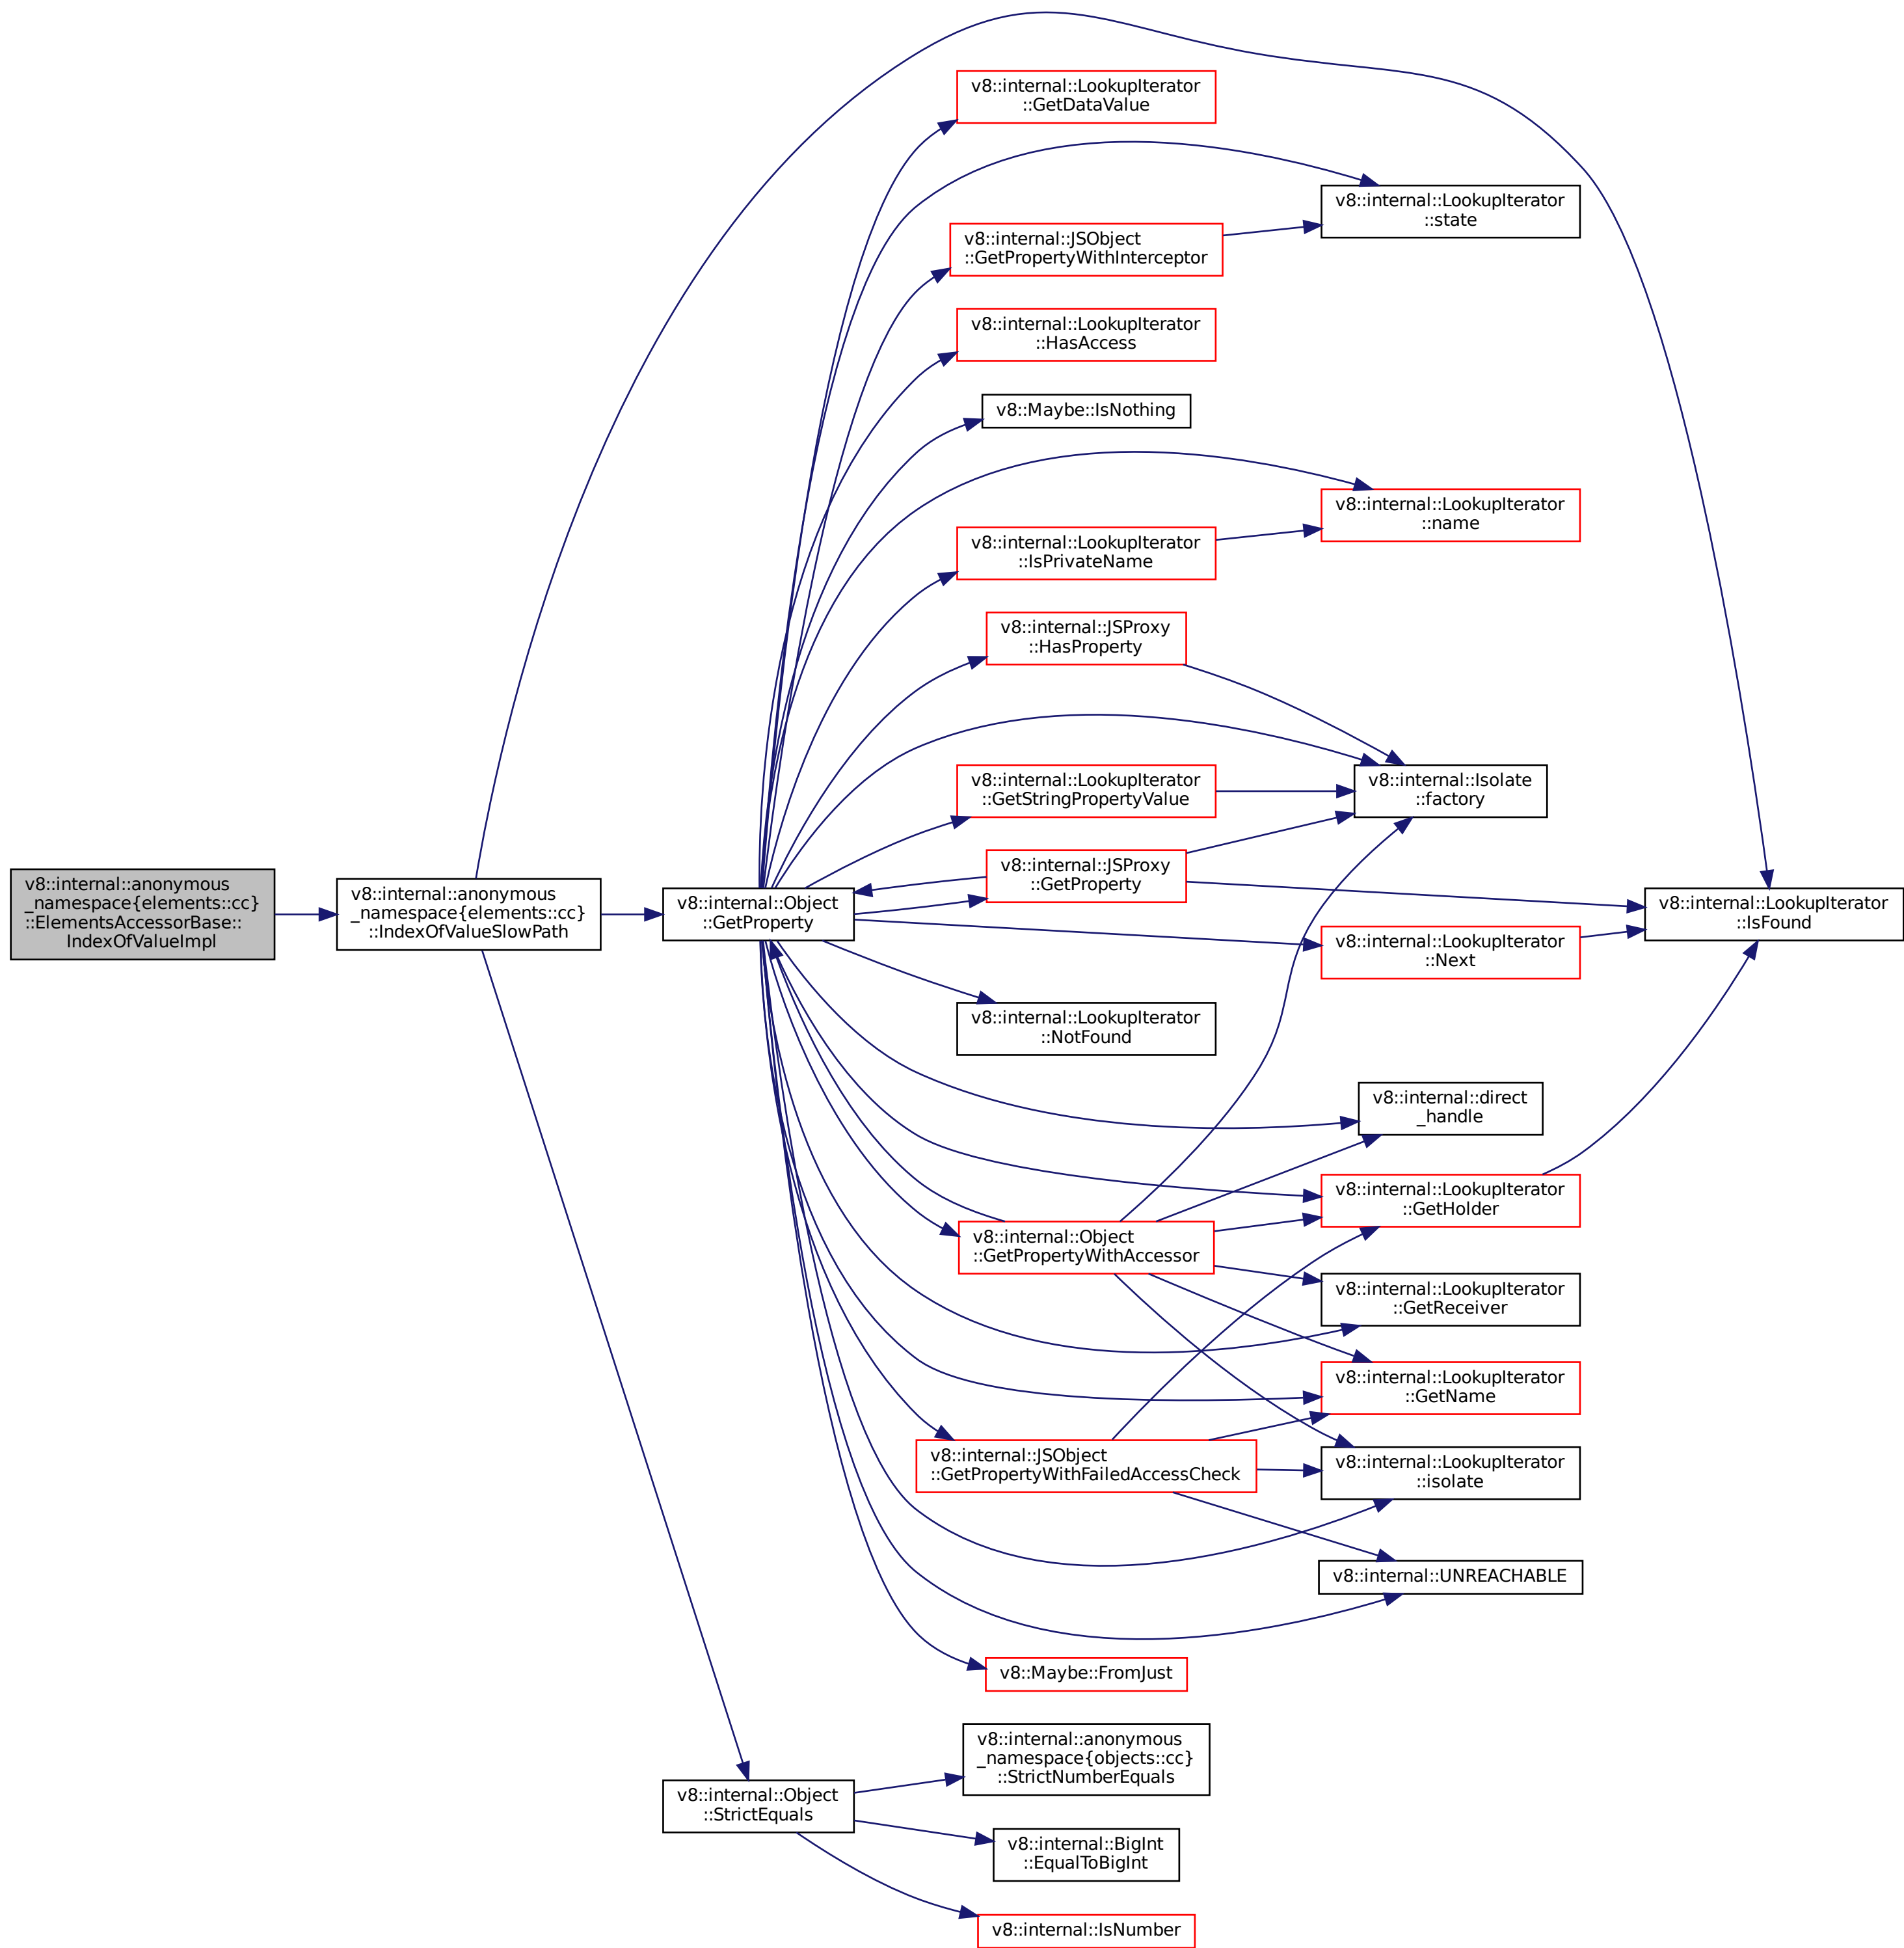 v8::internal::LookupIterator
::GetDataValue
v8::internal::LookupIterator
::state
v8::internal::JSObject
::GetPropertyWithInterceptor
v8::internal::LookupIterator
::HasAccess
v8::Maybe::IsNothing
v8::internal::LookupIterator
::name
v8::internal::LookupIterator
::IsPrivateName
v8::internal::JSProxy
::HasProperty
v8::internal::LookupIterator
::GetStringPropertyValue
v8::internal::Isolate
::factory
v8::internal::JSProxy
::GetProperty
v8::internal::anonymous
_namespace{elements::cc}
::ElementsAccessorBase::
IndexOfValueImpl
v8::internal::anonymous
_namespace{elements::cc}
::IndexOfValueSlowPath
v8::internal::Object
::GetProperty
v8::internal::LookupIterator
::IsFound
v8::internal::LookupIterator
::Next
v8::internal::LookupIterator
::NotFound
v8::internal::direct
_handle
v8::internal::LookupIterator
::GetHolder
v8::internal::Object
::GetPropertyWithAccessor
v8::internal::LookupIterator
::GetReceiver
v8::internal::LookupIterator
::GetName
v8::internal::JSObject
::GetPropertyWithFailedAccessCheck
v8::internal::LookupIterator
::isolate
v8::internal::UNREACHABLE
v8::Maybe::FromJust
v8::internal::anonymous
_namespace{objects::cc}
::StrictNumberEquals
v8::internal::Object
::StrictEquals
v8::internal::BigInt
::EqualToBigInt
v8::internal::IsNumber